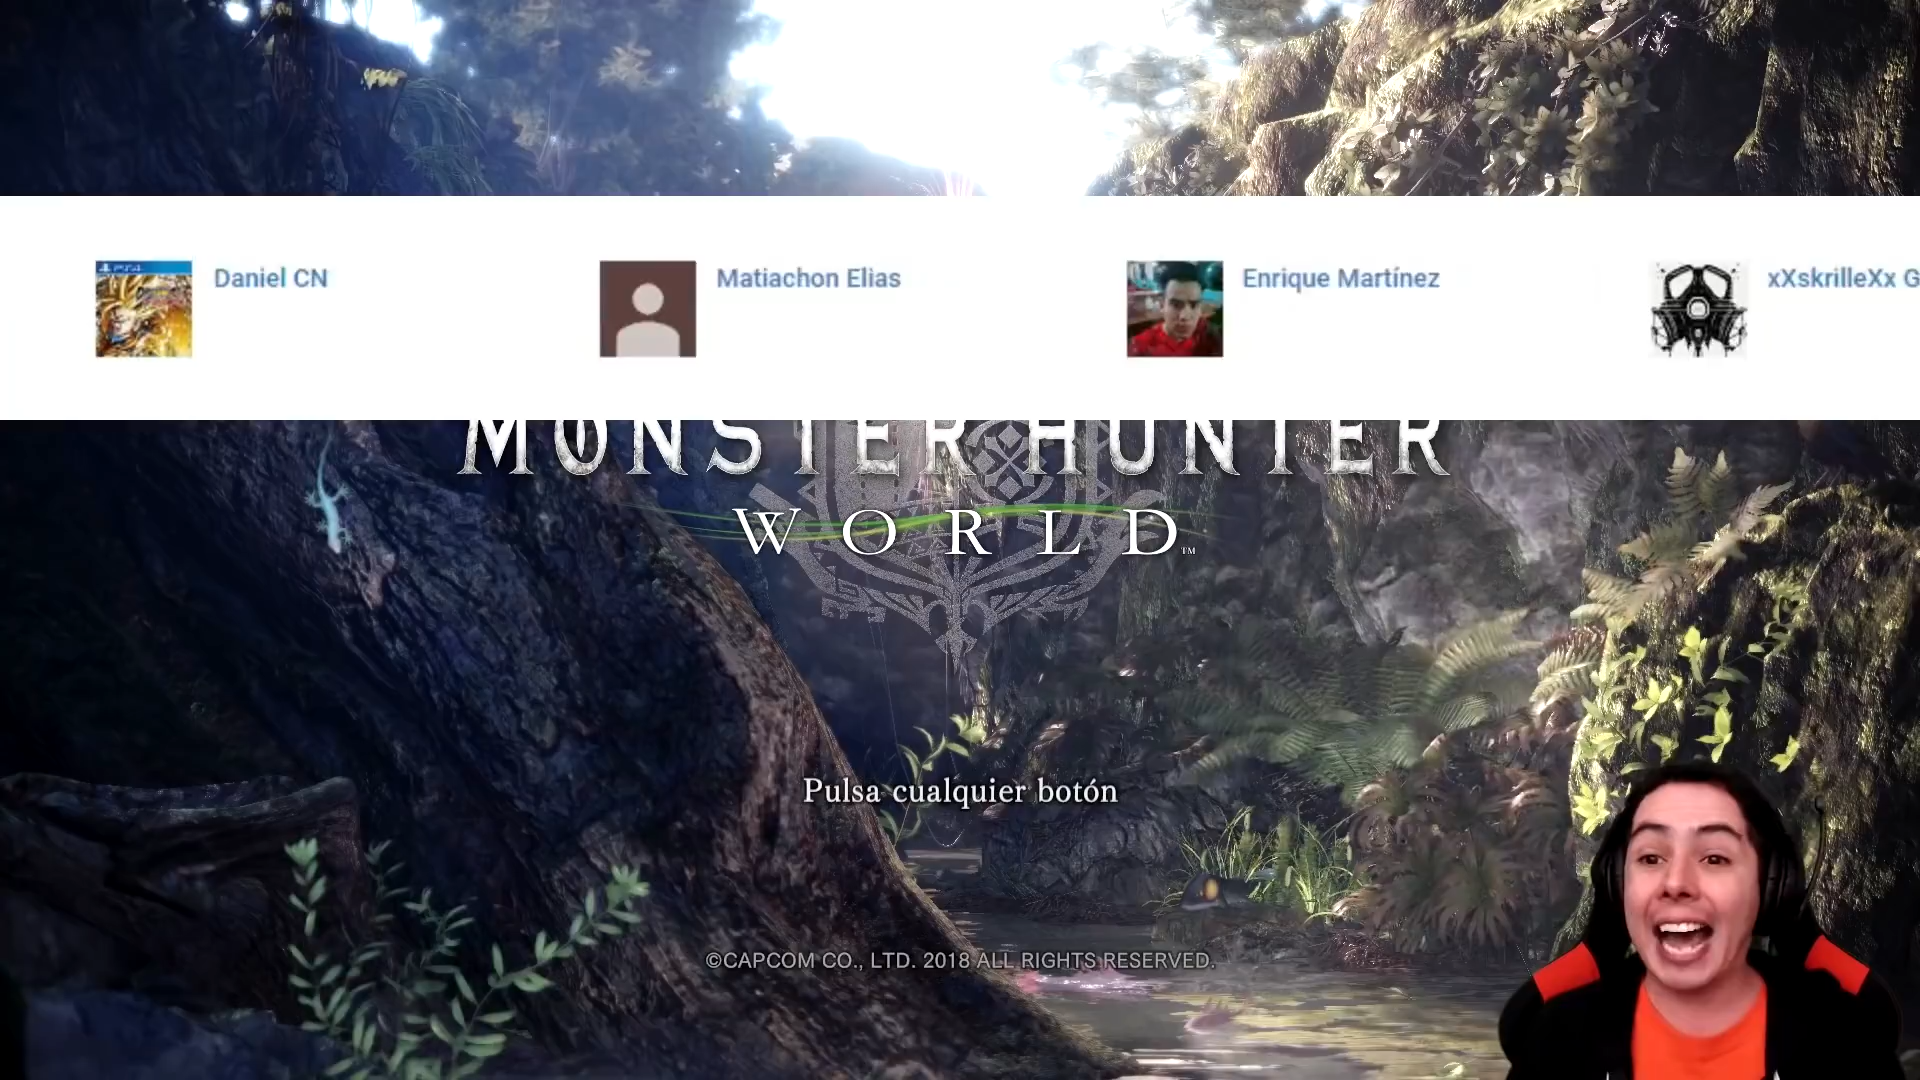 Daniel CN
Matiachon Elias
Enrique Martínez
xXskrilleXx G
MONSTER HUNTER
WORLD™
Pulsa cualquier botón
©CAPCOM CO., LTD. 2018 ALL RIGHTS RESERVED.